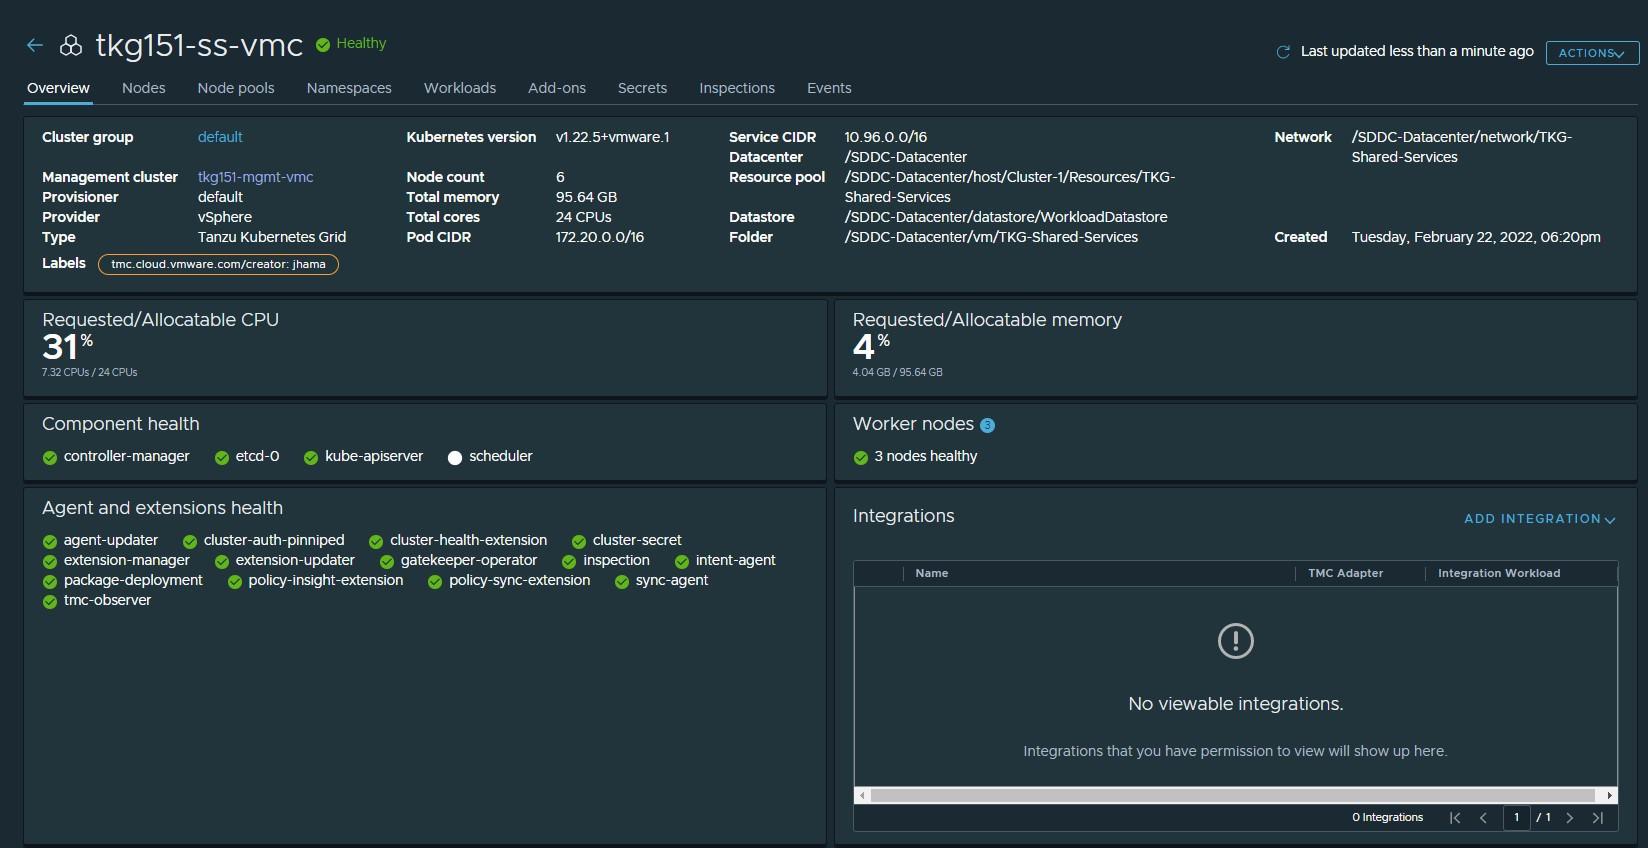 tkg151-ss-vmc Healthy
Last updated less than a minute ago ACTIONS
Overview Nodes Node pools Namespaces Workloads Add-ons Secrets Inspections Events
Cluster group default
Management cluster tkg151-mgmt-vmc
Provisioner default
Provider vSphere
Type Tanzu Kubernetes Grid
Labels tmc.cloud.vmware.com/creator: jhama
Kubernetes version v1.22.5+vmware.1
Node count 6
Total memory 95.64 GB
Total cores 24 CPUs
Pod CIDR 172.20.0.0/16
Service CIDR 10.96.0.0/16
Datacenter /SDDC-Datacenter
Resource pool /SDDC-Datacenter/host/Cluster-1/Resources/TKG-
Shared-Services
Datastore /SDDC-Datacenter/datastore/WorkloadDatastore
Folder /SDDC-Datacenter/vm/TKG-Shared-Services
Network /SDDC-Datacenter/network/TKG-
Shared-Services
Created Tuesday, February 22, 2022, 06:20pm
Requested/Allocatable CPU
31%
7.32 CPUs / 24 CPUs
Requested/Allocatable memory
4%
4.04 GB / 95.64 GB
Component health
controller-manager etcd-0 kube-apiserver scheduler
Worker nodes 3
3 nodes healthy
Agent and extensions health
agent-updater cluster-auth-pinniped cluster-health-extension cluster-secret
extension-manager extension-updater gatekeeper-operator inspection intent-agent
package-deployment policy-insight-extension policy-sync-extension sync-agent
tmc-observer
Integrations ADD INTEGRATION
Name TMC Adapter Integration Workload
No viewable integrations.
Integrations that you have permission to view will show up here.
0 Integrations 1 / 1